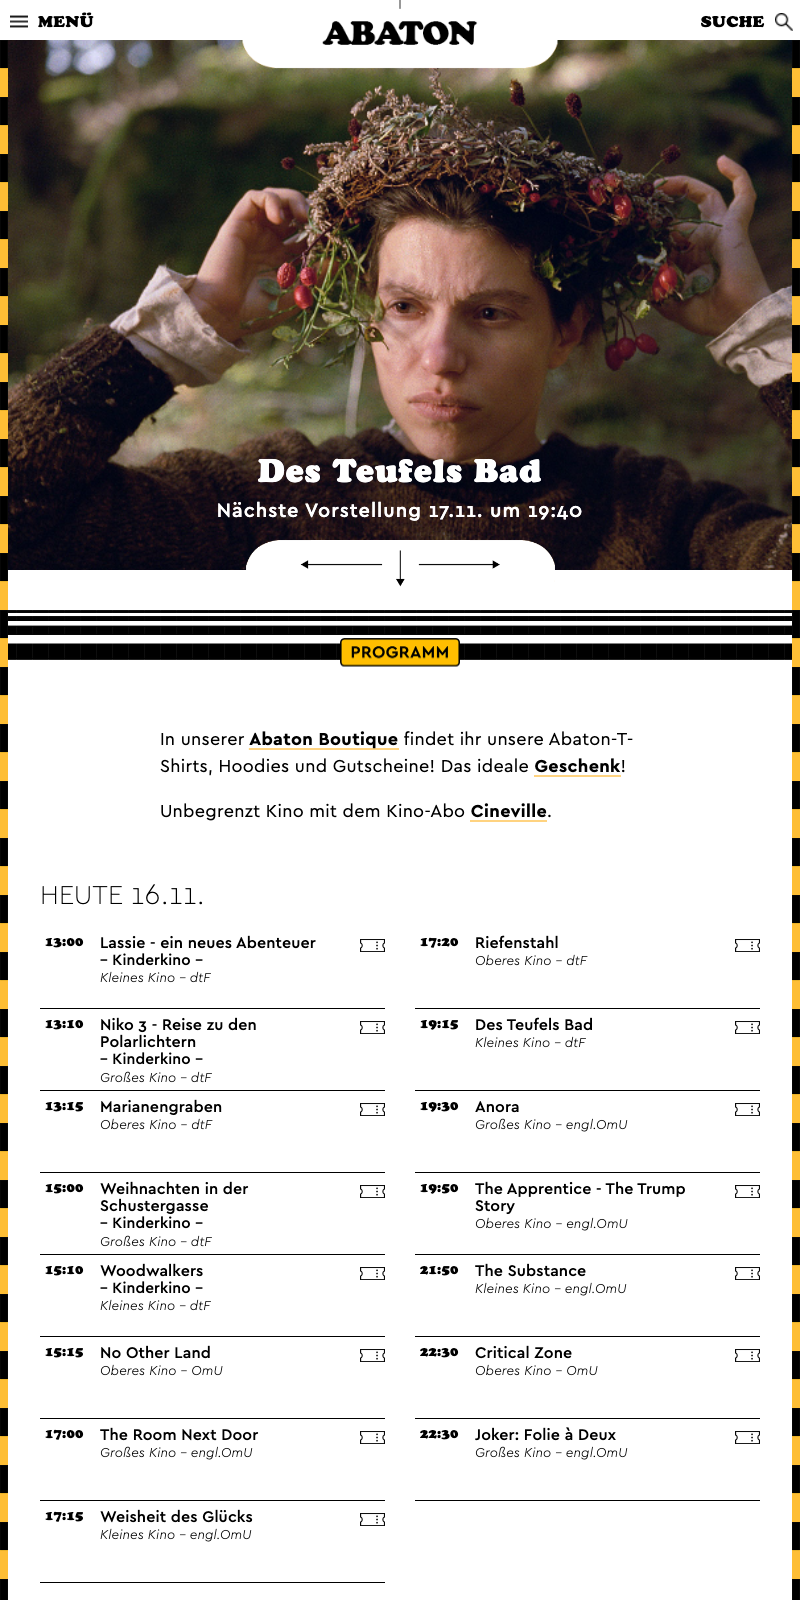 MENÜ
ABATON
SUCHE
Des Teufels Bad
Nächste Vorstellung 17.11. um 19:40
PROGRAMM
In unserer Abaton Boutique findet ihr unsere Abaton-T-
Shirts, Hoodies und Gutscheine! Das ideale Geschenk!
Unbegrenzt Kino mit dem Kino-Abo Cineville.
HEUTE 16.11.
13:00 Lassie - ein neues Abenteuer
– Kinderkino –
Kleines Kino – dtF
13:10 Niko 3 - Reise zu den
Polarlichtern
– Kinderkino –
Großes Kino – dtF
13:15 Marianengraben
Oberes Kino – dtF
15:00 Weihnachten in der
Schustergasse
– Kinderkino –
Großes Kino – dtF
15:10 Woodwalkers
– Kinderkino –
Kleines Kino – dtF
15:15 No Other Land
Oberes Kino – OmU
17:00 The Room Next Door
Großes Kino – engl.OmU
17:15 Weisheit des Glücks
Kleines Kino – engl.OmU
17:20 Riefenstahl
Oberes Kino – dtF
19:15 Des Teufels Bad
Kleines Kino – dtF
19:30 Anora
Großes Kino – engl.OmU
19:50 The Apprentice - The Trump
Story
Oberes Kino – engl.OmU
21:50 The Substance
Kleines Kino – engl.OmU
22:30 Critical Zone
Oberes Kino – OmU
22:30 Joker: Folie à Deux
Großes Kino – engl.OmU